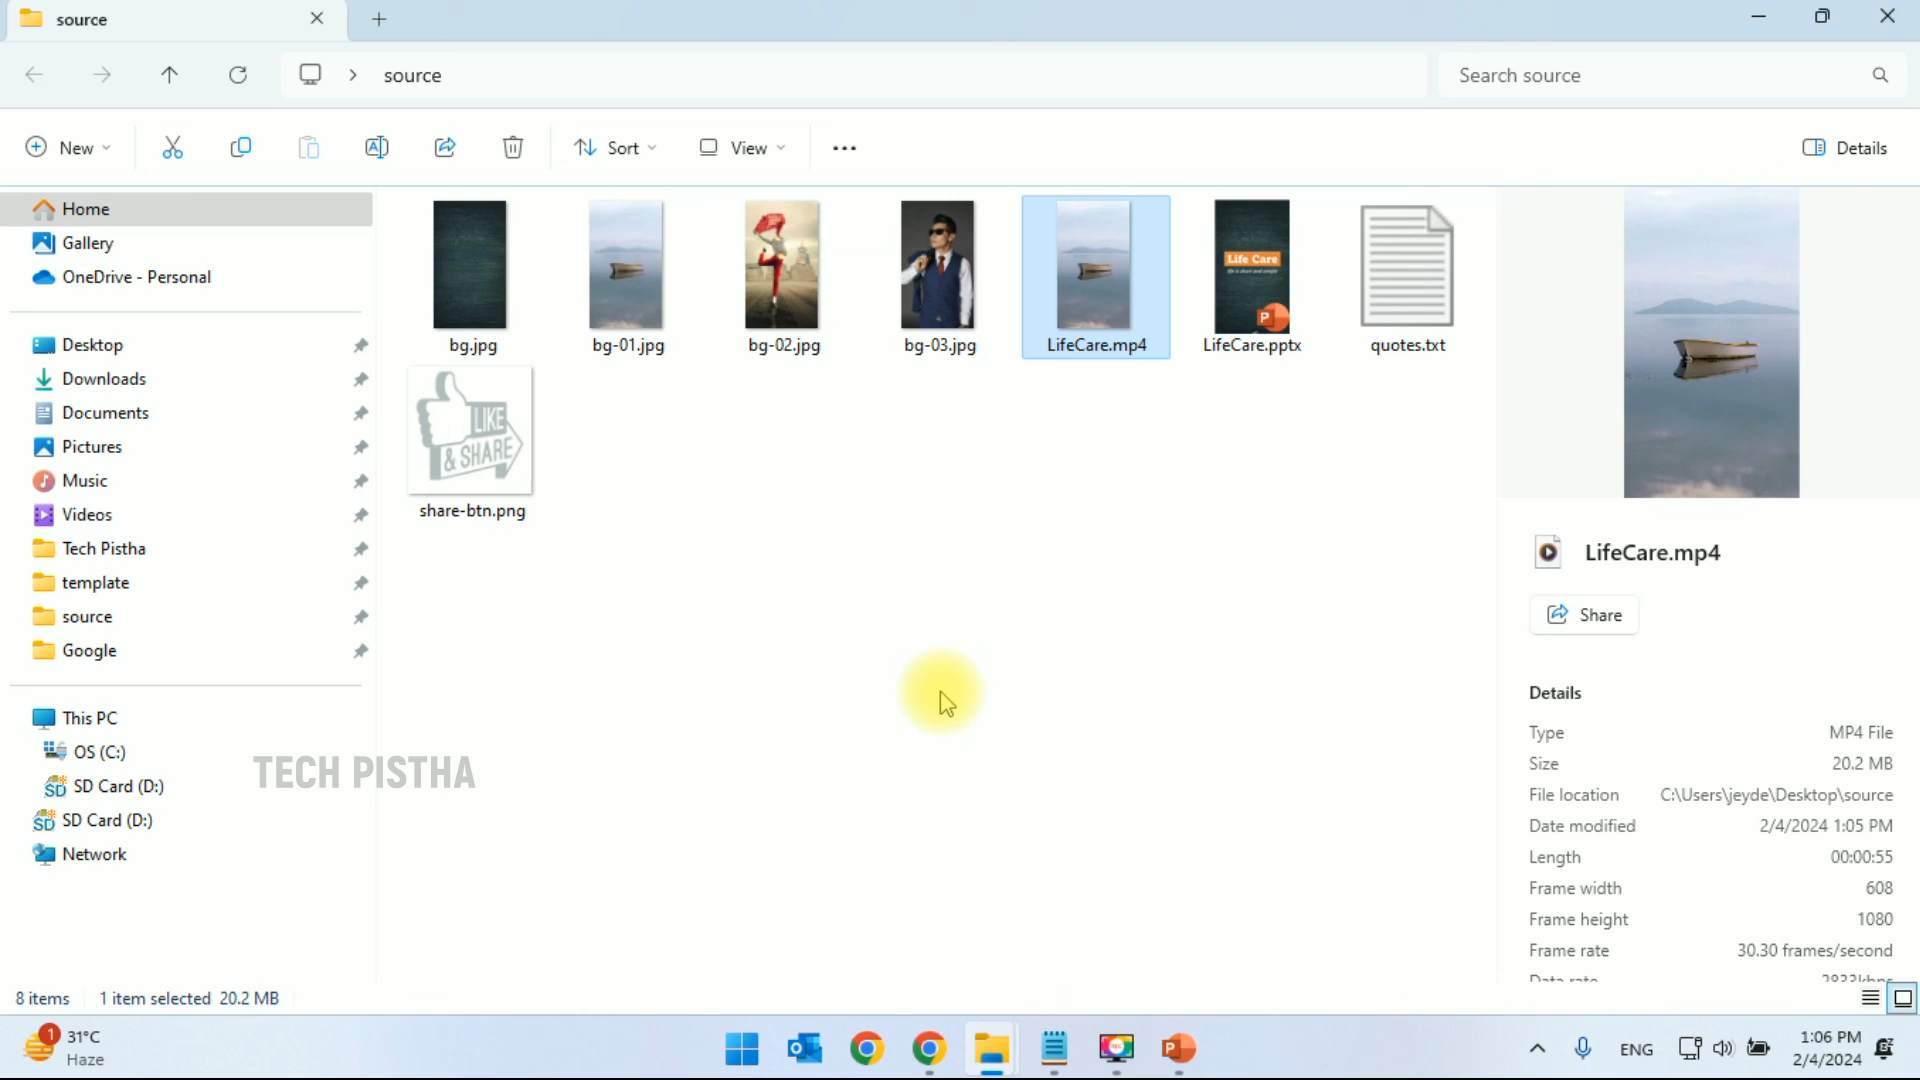 source
source
Search source
New
Sort
View
Details
Home
Gallery
OneDrive - Personal
Desktop
Downloads
Documents
Pictures
Music
Videos
Tech Pistha
template
source
Google
This PC
OS (C:)
SD Card (D:)
SD Card (D:)
Network
TECH PISTHA
bg.jpg
bg-01.jpg
bg-02.jpg
bg-03.jpg
LifeCare.mp4
Life Care
life is short and simple
P
LifeCare.pptx
quotes.txt
LIKE
& SHARE
share-btn.png
LifeCare.mp4
Share
Details
Type MP4 File
Size 20.2 MB
File location C:\Users\jeyde\Desktop\source
Date modified 2/4/2024 1:05 PM
Length 00:00:55
Frame width 608
Frame height 1080
Frame rate 30.30 frames/second
8 items 1 item selected 20.2 MB
1
31°C
Haze
ENG
1:06 PM
2/4/2024